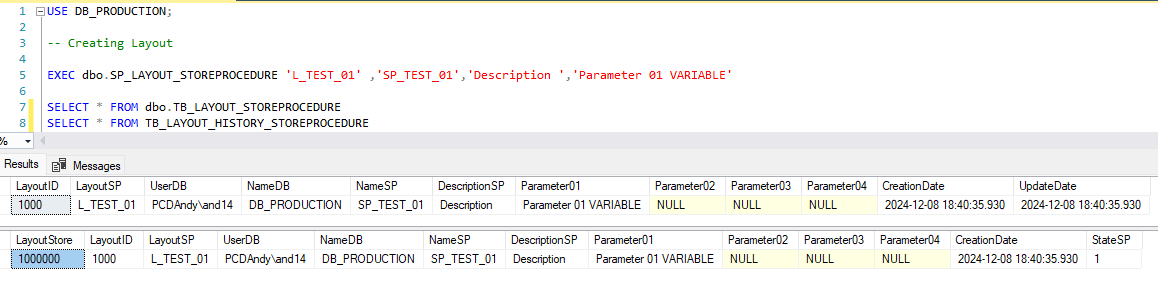 1 USE DB_PRODUCTION;
2
3 -- Creating Layout
4
5 EXEC dbo.SP_LAYOUT_STOREPROCEDURE 'L_TEST_01' ,'SP_TEST_01','Description ','Parameter 01 VARIABLE'
6
7 SELECT * FROM dbo.TB_LAYOUT_STOREPROCEDURE
8 SELECT * FROM TB_LAYOUT_HISTORY_STOREPROCEDURE
%
Results Messages
LayoutID LayoutSP UserDB NameDB NameSP DescriptionSP Parameter01 Parameter02 Parameter03 Parameter04 CreationDate UpdateDate
1000 L_TEST_01 PCDAndy\and14 DB_PRODUCTION SP_TEST_01 Description Parameter 01 VARIABLE NULL NULL NULL 2024-12-08 18:40:35.930 2024-12-08 18:40:35.930
LayoutStore LayoutID LayoutSP UserDB NameDB NameSP DescriptionSP Parameter01 Parameter02 Parameter03 Parameter04 CreationDate StateSP
1000000 1000 L_TEST_01 PCDAndy\and14 DB_PRODUCTION SP_TEST_01 Description Parameter 01 VARIABLE NULL NULL NULL 2024-12-08 18:40:35.930 1